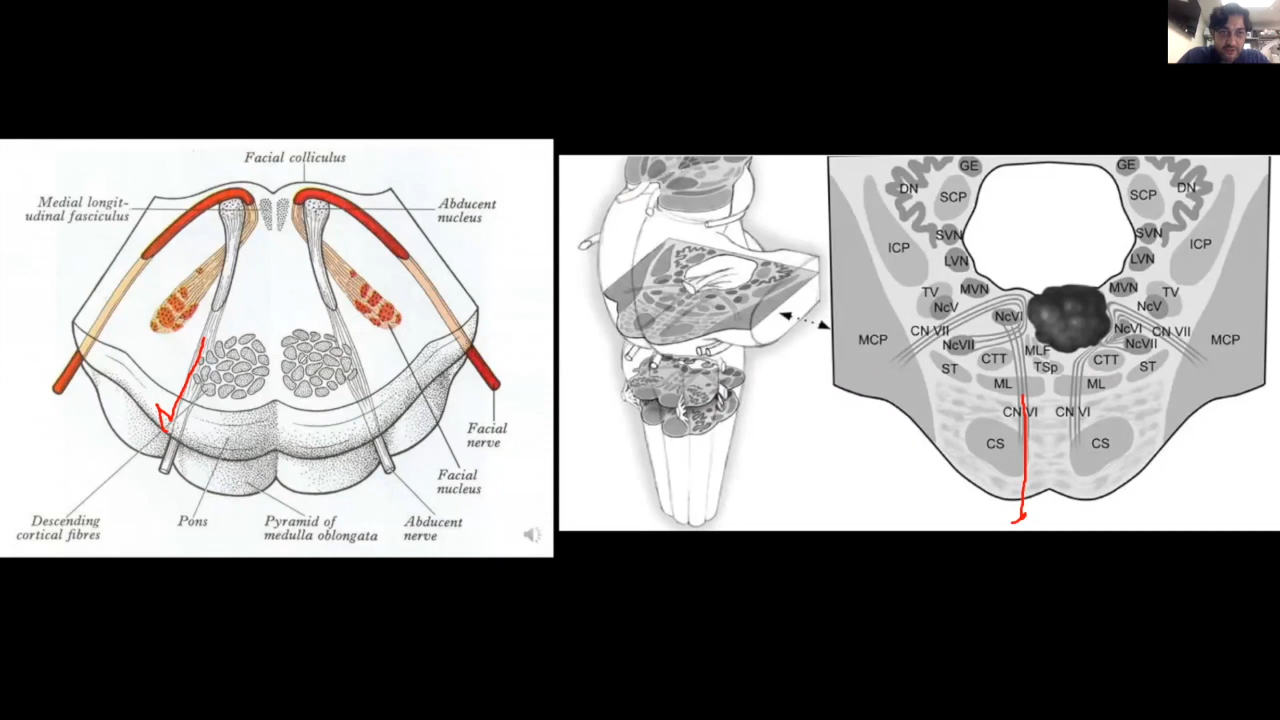 Facial colliculus
Medial longit-
udinal fasciculus
Abducent
nucleus
Facial
nerve
Facial
nucleus
Descending
cortical fibres
Pons
Pyramid of
medulla oblongata
Abducent
nerve
GE
GE
DN
DN
SCP
SCP
SVN
SVN
ICP
ICP
LVN
LVN
MVN
MVN
TV
TV
NcV
NcV
NcVI
NcVI
CN VII
CN VII
MCP
MCP
NcVII
NcVII
MLF
CTT
CTT
TSp
ST
ST
ML
ML
CN VI
CN VI
CS
CS